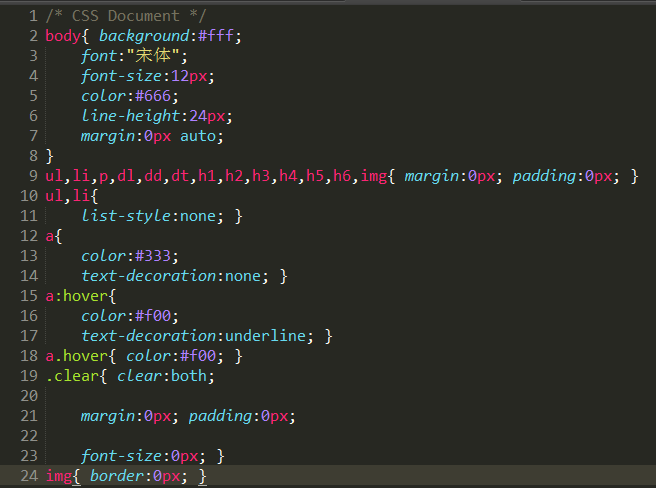 1 /* CSS Document */
2 body{ background:#fff;
3 font:"宋体";
4 font-size:12px;
5 color:#666;
6 line-height:24px;
7 margin:0px auto;
8 }
9 ul,li,p,dl,dd,dt,h1,h2,h3,h4,h5,h6,img{ margin:0px; padding:0px; }
10 ul,li{
11 list-style:none; }
12 a{
13 color:#333;
14 text-decoration:none; }
15 a:hover{
16 color:#f00;
17 text-decoration:underline; }
18 a.hover{ color:#f00; }
19 .clear{ clear:both;
20
21 margin:0px; padding:0px;
22
23 font-size:0px; }
24 img{ border:0px; }